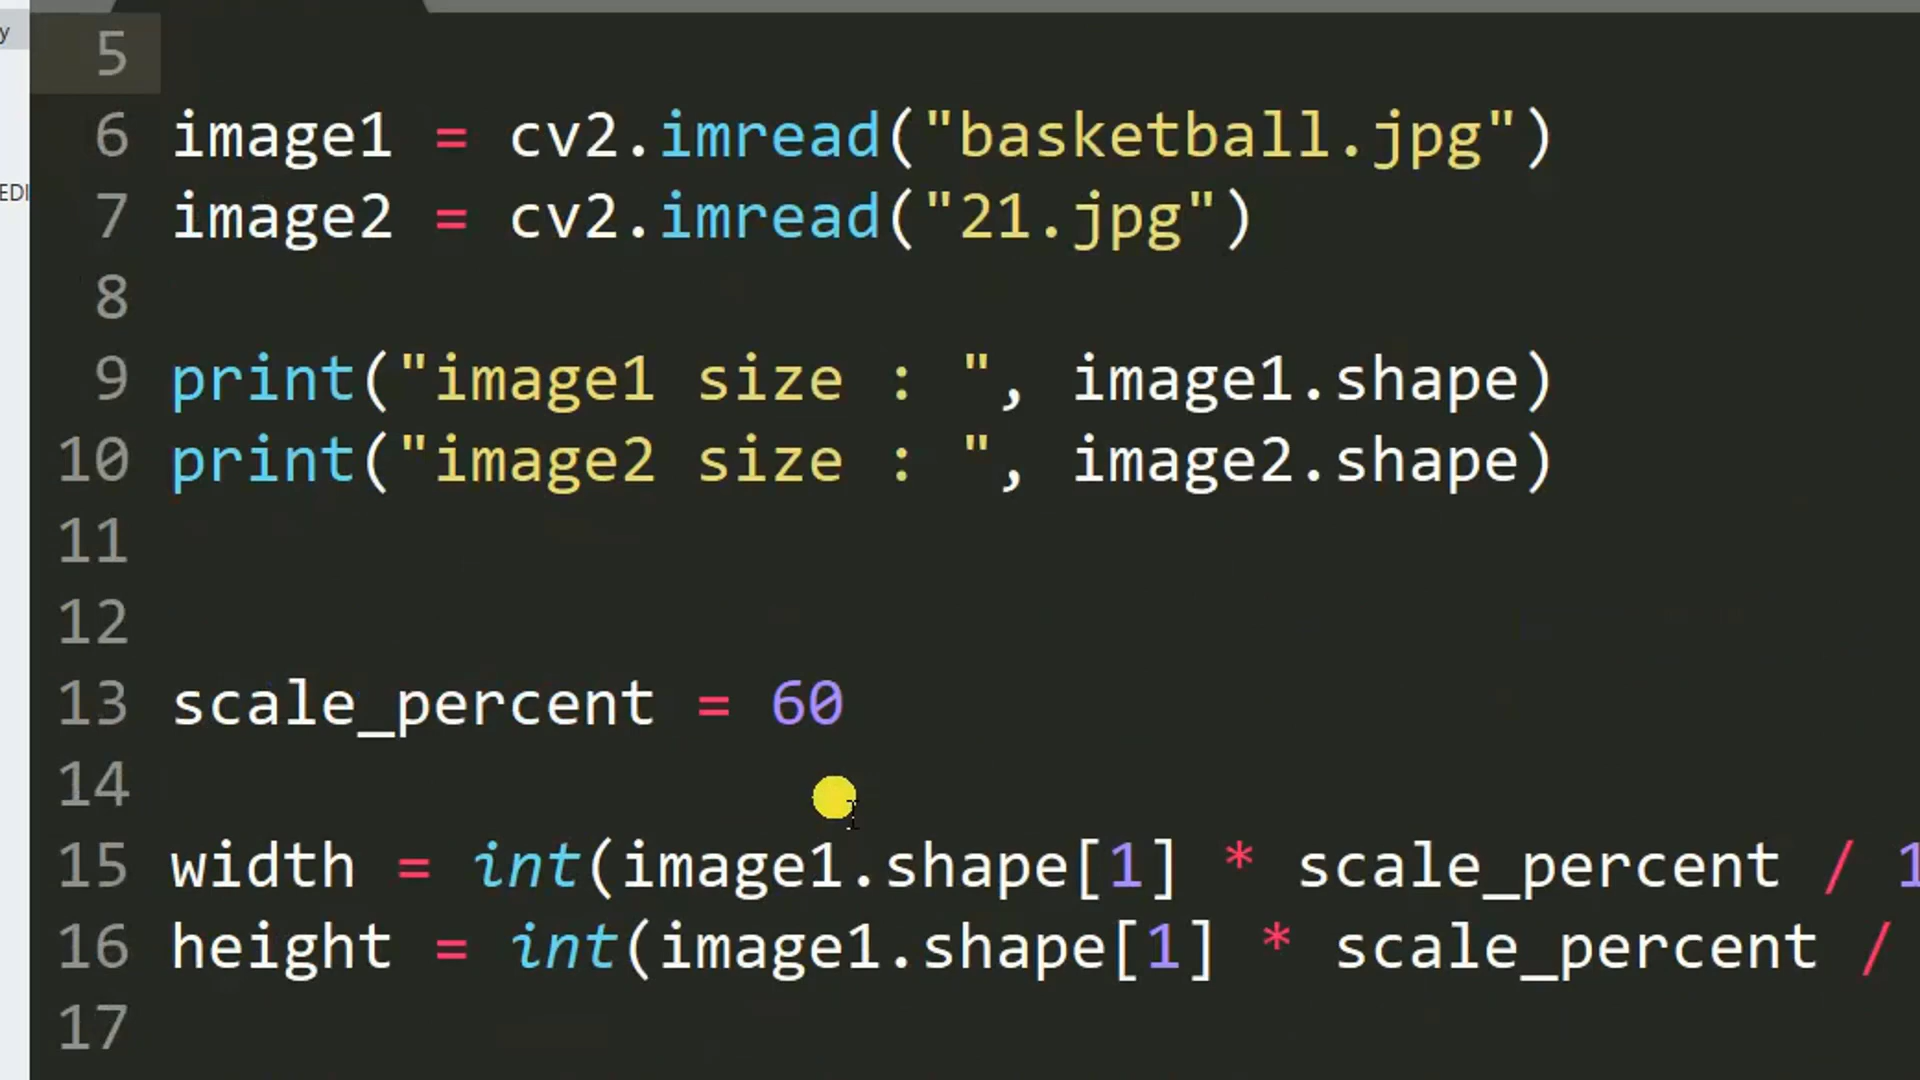 y
EDI
5
6 image1 = cv2.imread("basketball.jpg")
7 image2 = cv2.imread("21.jpg")
8
9 print("image1 size : ", image1.shape)
10 print("image2 size : ", image2.shape)
11
12
13 scale_percent = 60
14
15 width = int(image1.shape[1] * scale_percent / 1
16 height = int(image1.shape[1] * scale_percent /
17